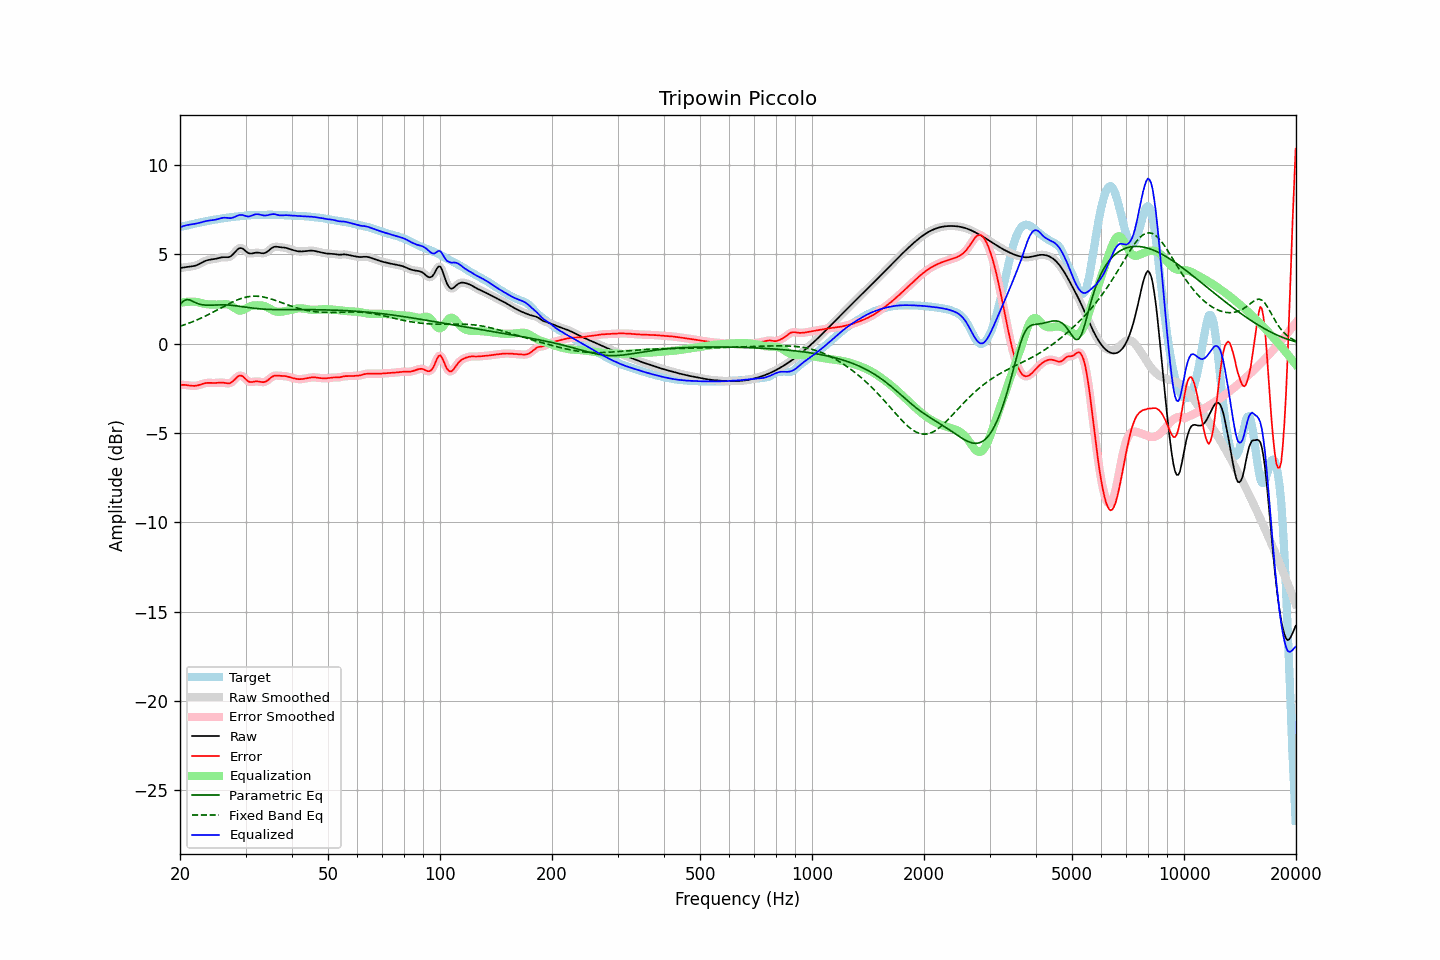 Tripowin Piccolo
10
5
0
−5
−10
−15
−20
−25
Amplitude (dBr)
Target
Raw Smoothed
Error Smoothed
Raw
Error
Equalization
Parametric Eq
Fixed Band Eq
Equalized
20 50 100 200 500 1000 2000 5000 10000 20000
Frequency (Hz)